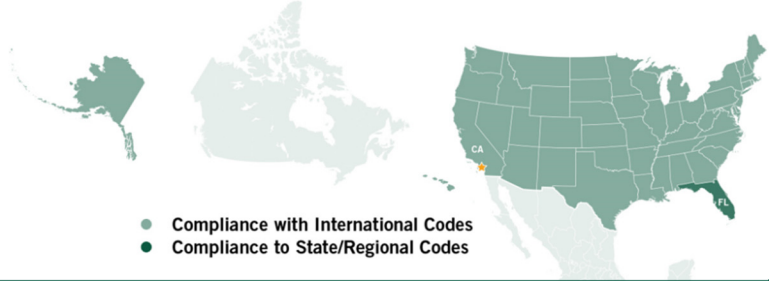 CA
FL
Compliance with International Codes
Compliance to State/Regional Codes